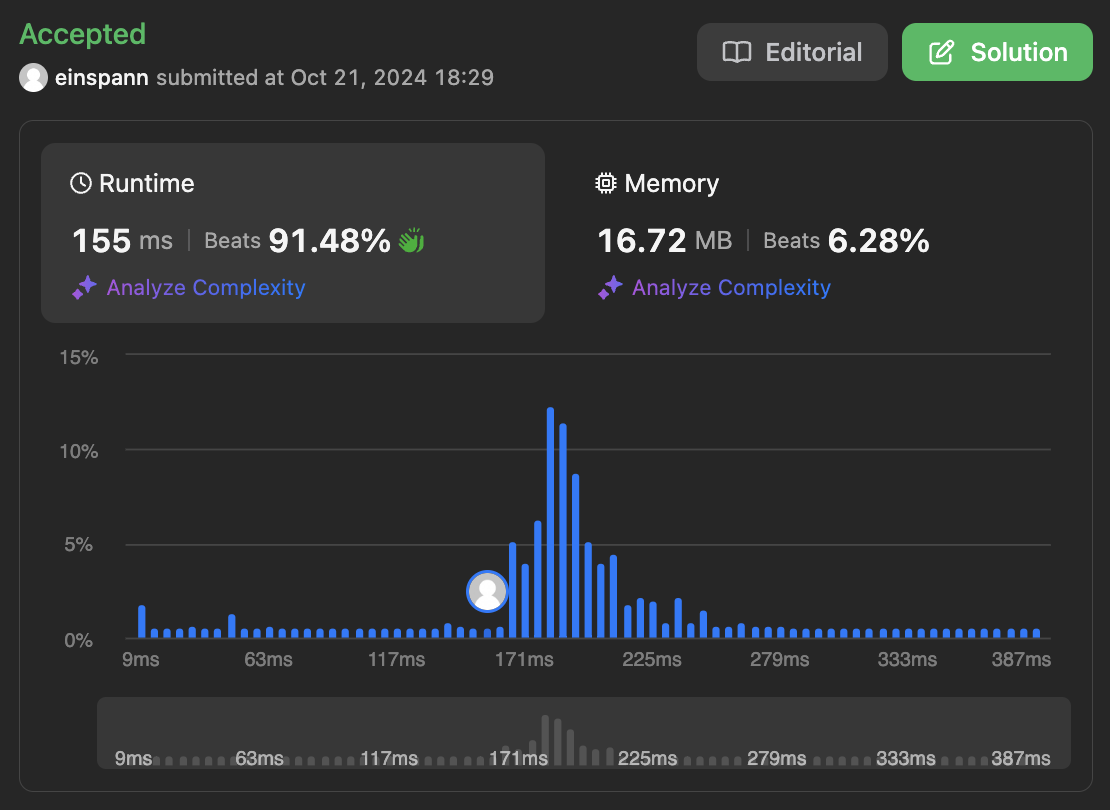 Accepted
einspann submitted at Oct 21, 2024 18:29
Editorial
Solution
Runtime
155 ms | Beats 91.48%
Analyze Complexity
Memory
16.72 MB | Beats 6.28%
Analyze Complexity
15%
10%
5%
0%
9ms 63ms 117ms 171ms 225ms 279ms 333ms 387ms
9ms 63ms 117ms 171ms 225ms 279ms 333ms 387ms